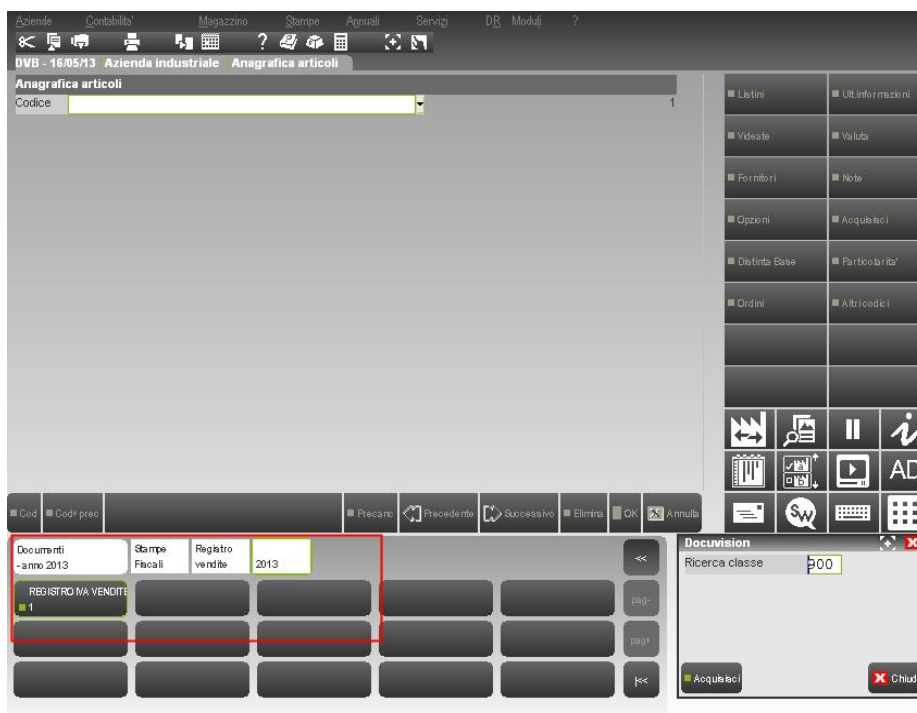 Aziende Contabilita' Magazzino Stampe Annuali Servizi DR Moduli ?
DVB - 16/05/13 Azienda industriale Anagrafica articoli
Anagrafica articoli
Codice 1
Listini Ult.informazioni
Videate Valuta
Fornitori Note
Opzioni Acquisisci
Distinta Base Particolarita'
Ordini Altri codici
AD
Sw
Cod Cod+ prec Precanc Precedente Successivo Elimina OK Annulla
Documenti - anno 2013
Stampe Fiscali
Registro vendite
2013
<<
REGISTRO IVA VENDITE
1
pag-
pag+
|<<
Docuvision
Ricerca classe 900
Acquisisci Chiud